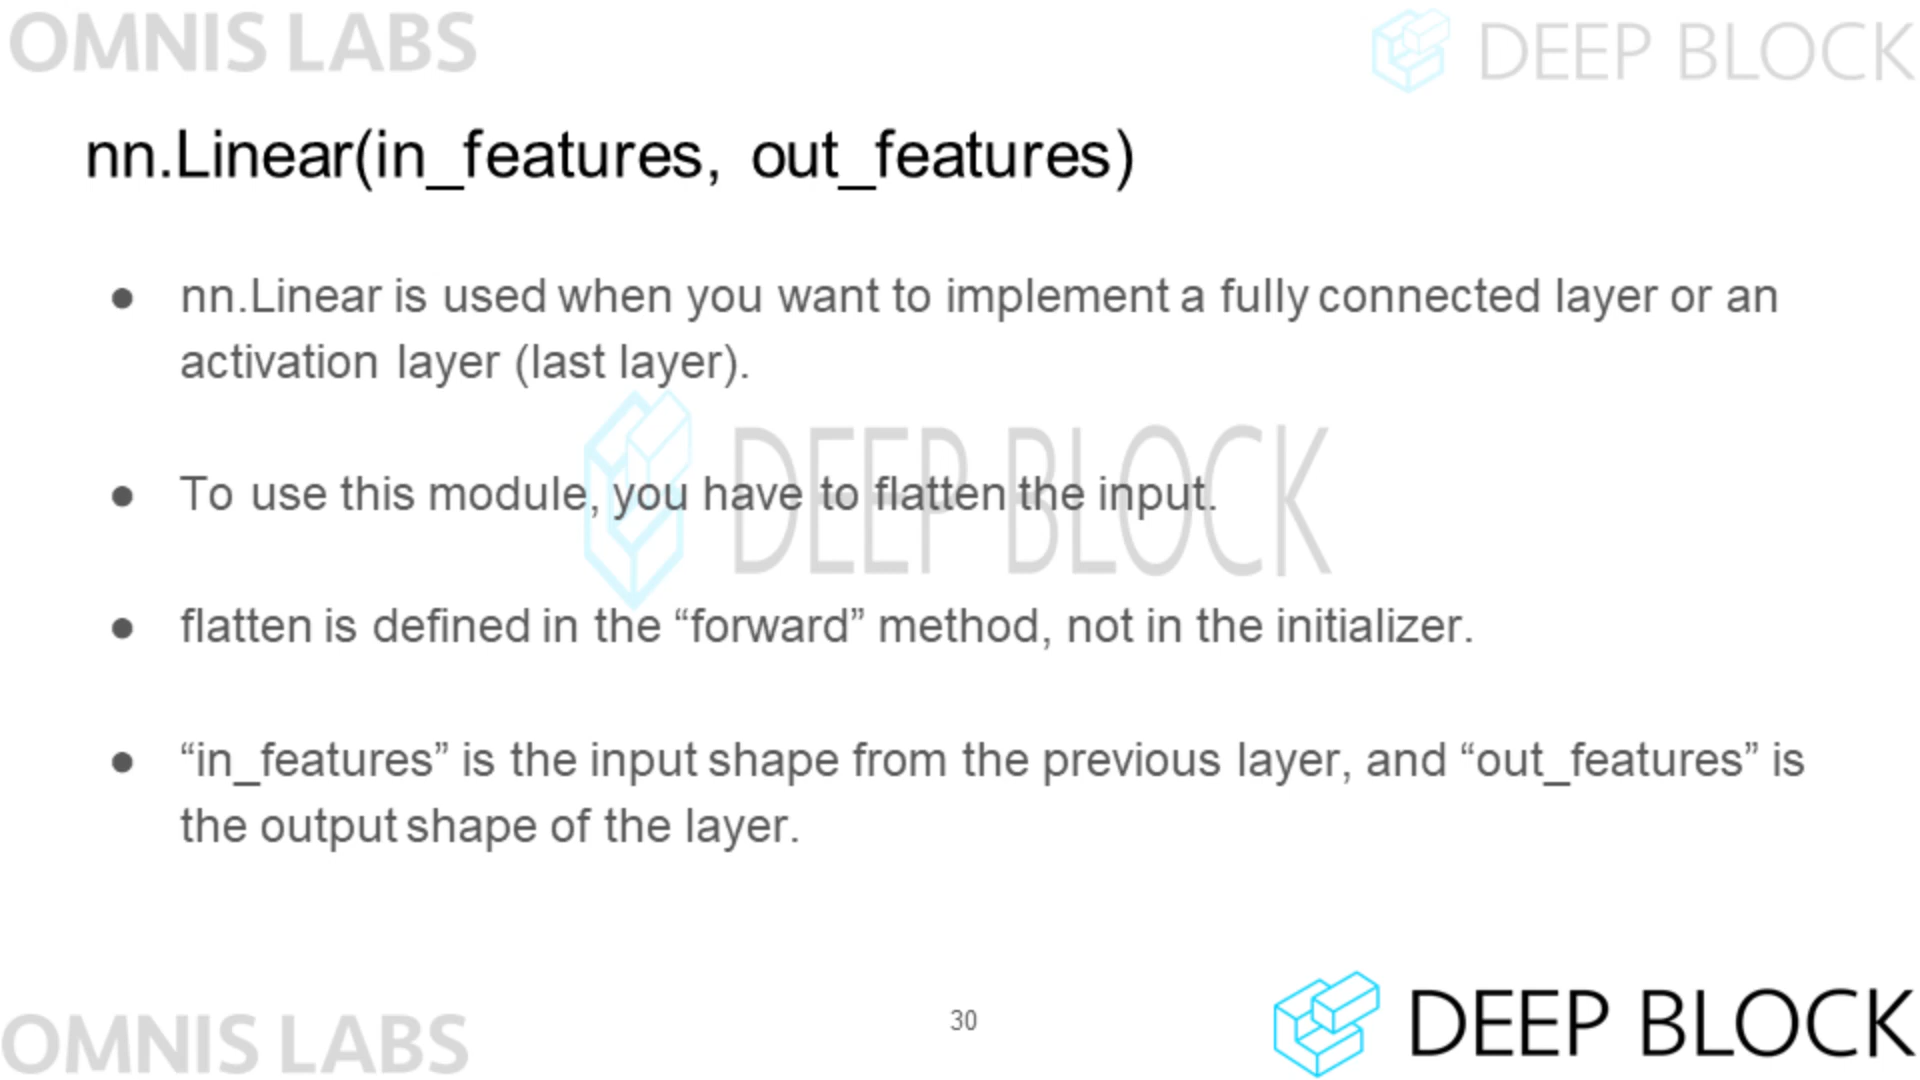 OMNIS LABS
DEEP BLOCK
nn.Linear(in_features, out_features)
● nn.Linear is used when you want to implement a fully connected layer or an
activation layer (last layer).
DEEP BLOCK
● To use this module, you have to flatten the input.
● flatten is defined in the “forward” method, not in the initializer.
● “in_features” is the input shape from the previous layer, and “out_features” is
the output shape of the layer.
OMNIS LABS
30
DEEP BLOCK